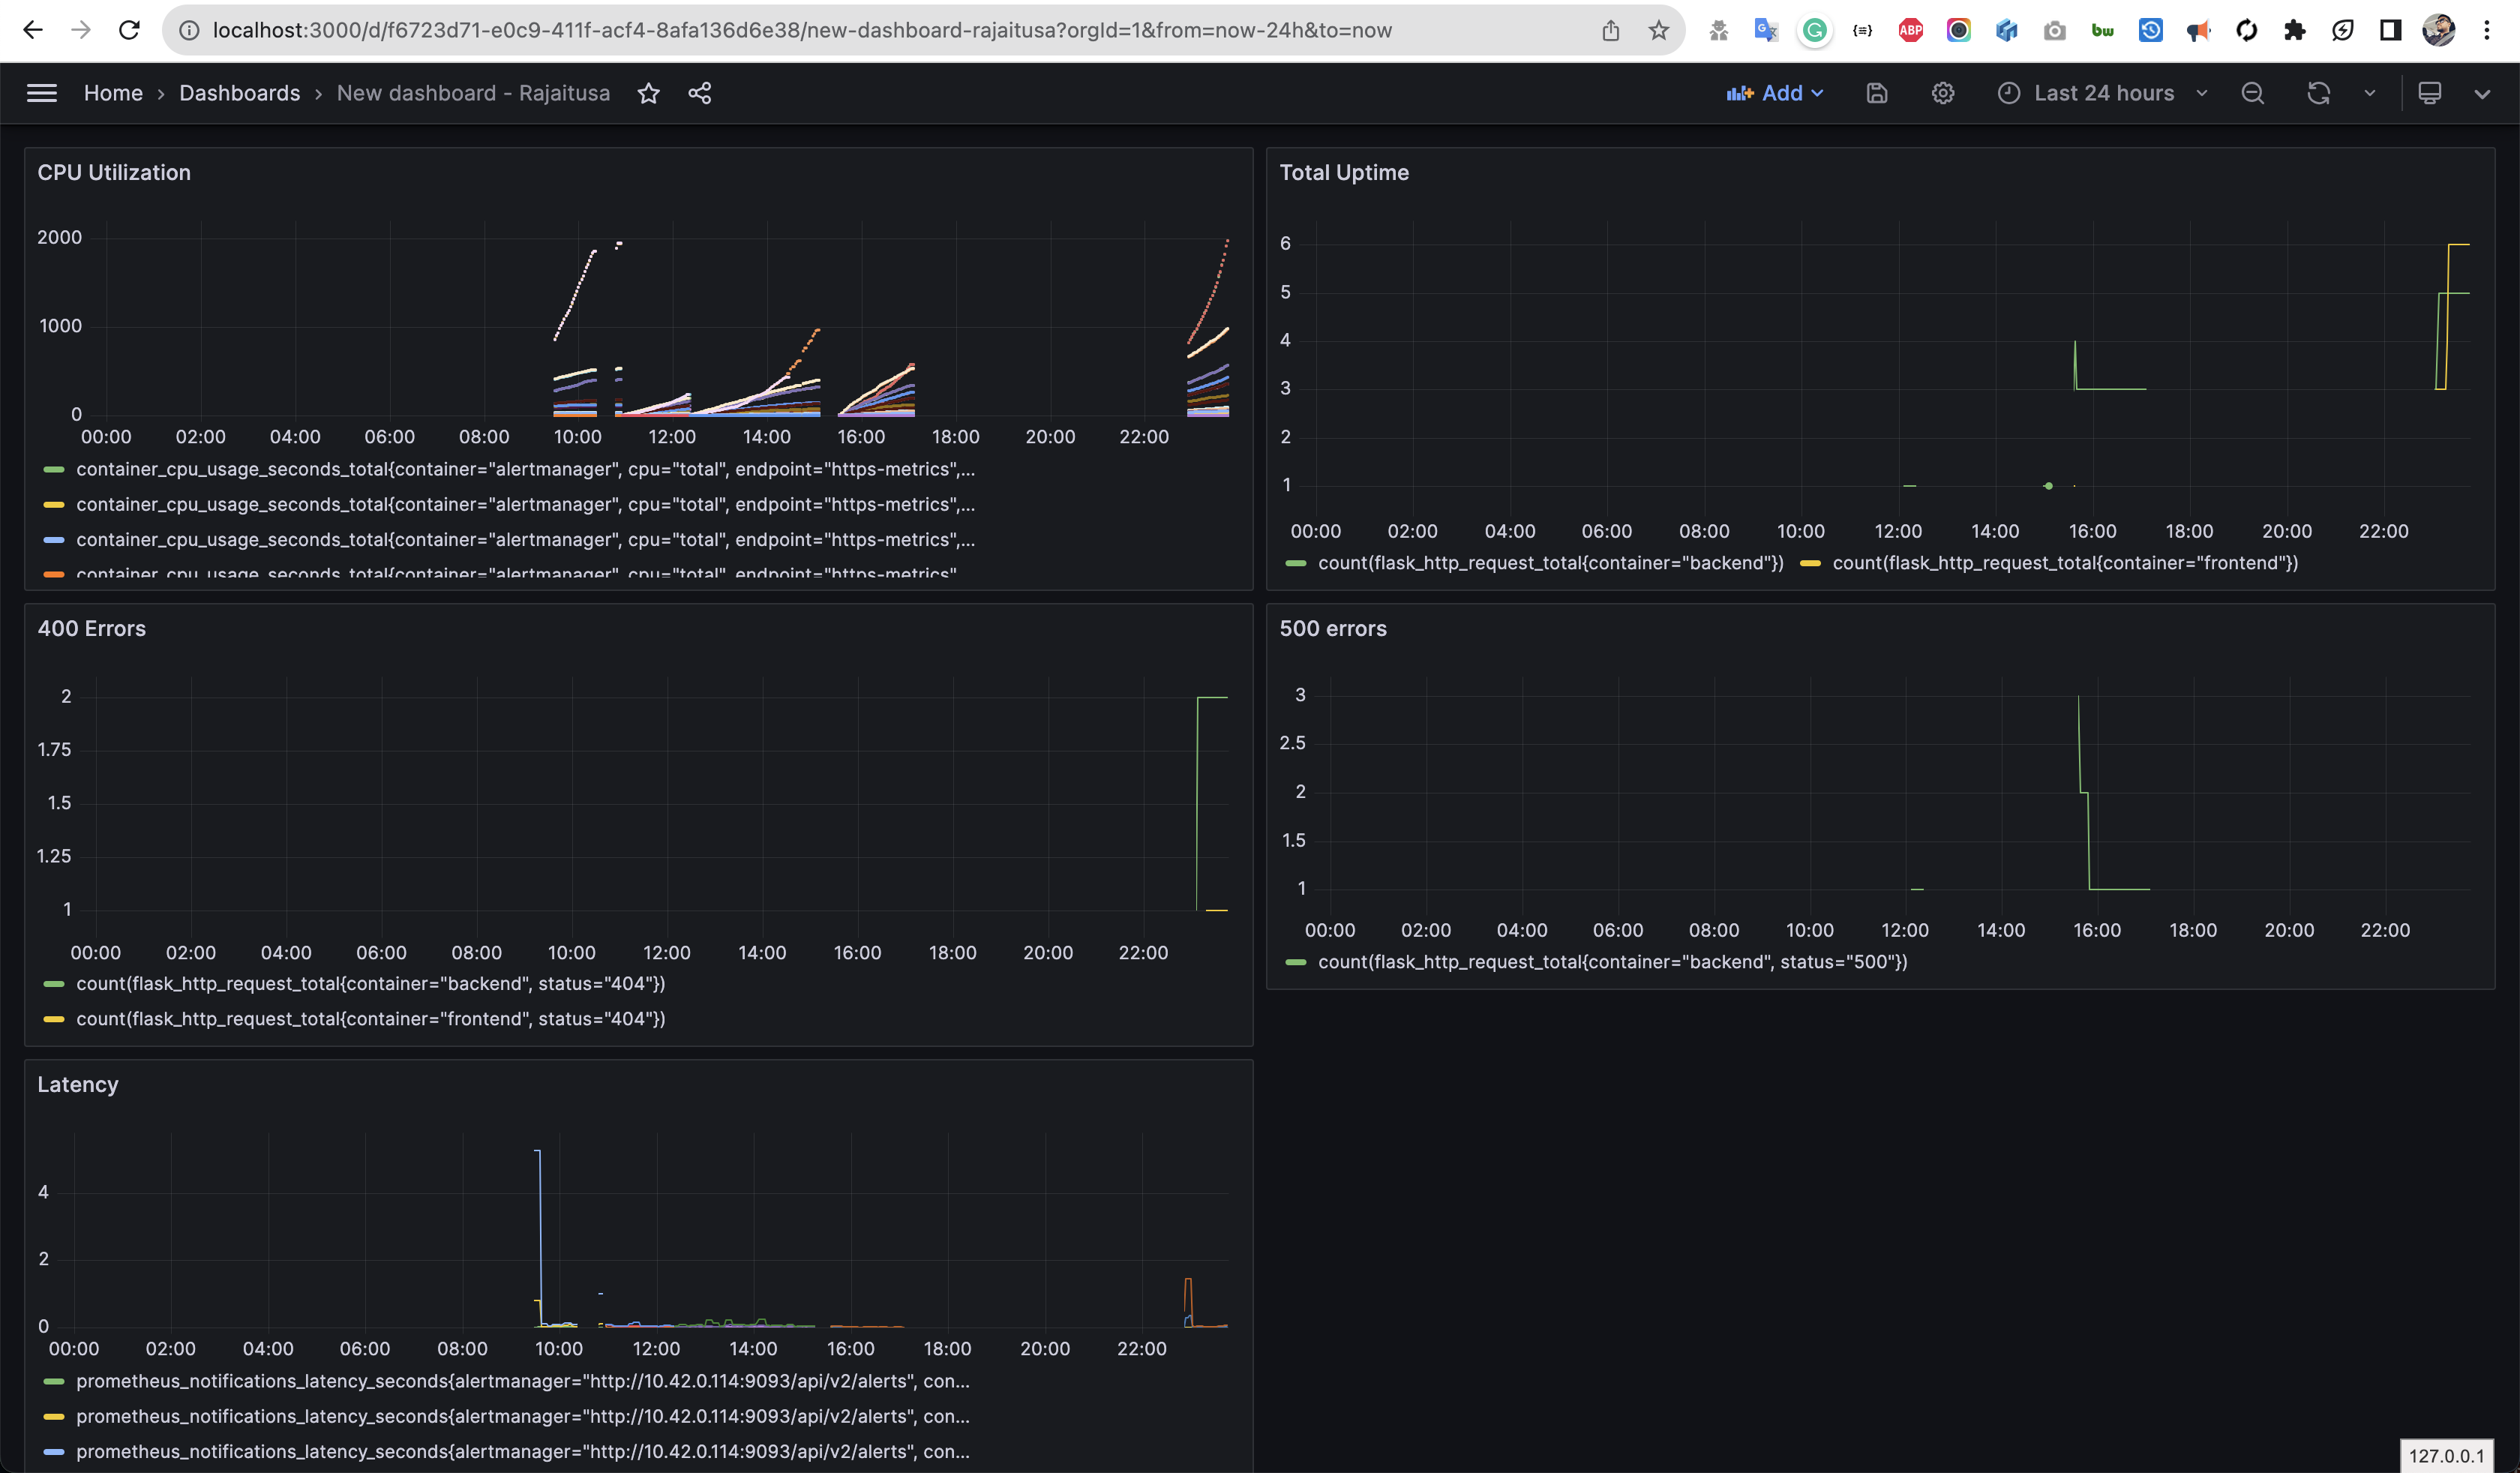 localhost:3000/d/f6723d71-e0c9-411f-acf4-8afa136d6e38/new-dashboard-rajaitusa?orgId=1&from=now-24h&to=now
ABP
bw
Home › Dashboards › New dashboard - Rajaitusa
Add
Last 24 hours
CPU Utilization
2000
1000
0
00:00 02:00 04:00 06:00 08:00 10:00 12:00 14:00 16:00 18:00 20:00 22:00
container_cpu_usage_seconds_total{container="alertmanager", cpu="total", endpoint="https-metrics",...
container_cpu_usage_seconds_total{container="alertmanager", cpu="total", endpoint="https-metrics",...
container_cpu_usage_seconds_total{container="alertmanager", cpu="total", endpoint="https-metrics",...
container_cpu_usage_seconds_total{container="alertmanager", cpu="total", endpoint="https-metrics"
Total Uptime
6
5
4
3
2
1
00:00 02:00 04:00 06:00 08:00 10:00 12:00 14:00 16:00 18:00 20:00 22:00
count(flask_http_request_total{container="backend"}) count(flask_http_request_total{container="frontend"})
400 Errors
2
1.75
1.5
1.25
1
00:00 02:00 04:00 06:00 08:00 10:00 12:00 14:00 16:00 18:00 20:00 22:00
count(flask_http_request_total{container="backend", status="404"})
count(flask_http_request_total{container="frontend", status="404"})
500 errors
3
2.5
2
1.5
1
00:00 02:00 04:00 06:00 08:00 10:00 12:00 14:00 16:00 18:00 20:00 22:00
count(flask_http_request_total{container="backend", status="500"})
Latency
4
2
0
00:00 02:00 04:00 06:00 08:00 10:00 12:00 14:00 16:00 18:00 20:00 22:00
prometheus_notifications_latency_seconds{alertmanager="http://10.42.0.114:9093/api/v2/alerts", con...
prometheus_notifications_latency_seconds{alertmanager="http://10.42.0.114:9093/api/v2/alerts", con...
prometheus_notifications_latency_seconds{alertmanager="http://10.42.0.114:9093/api/v2/alerts", con...
127.0.0.1